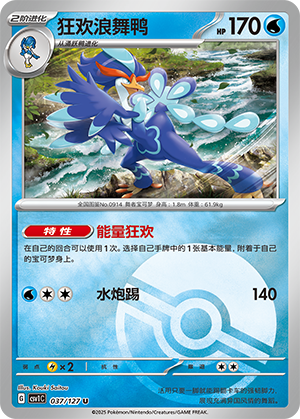 2阶进化
狂欢浪舞鸭
HP 170
从涌跃鸭进化
全国图鉴No.0914 舞者宝可梦 身高：1.8m 体重：61.9kg
特性 能量狂欢
在自己的回合可以使用1次。选择自己手牌中的1张基本能量，附着于自己的宝可梦身上。
水炮踢 140
Illus. Kouki Saitou
弱点 ×2 抵抗力 撤退
G CSV1C 037/127 U
©2025 Pokémon/Nintendo/Creatures/GAME FREAK.